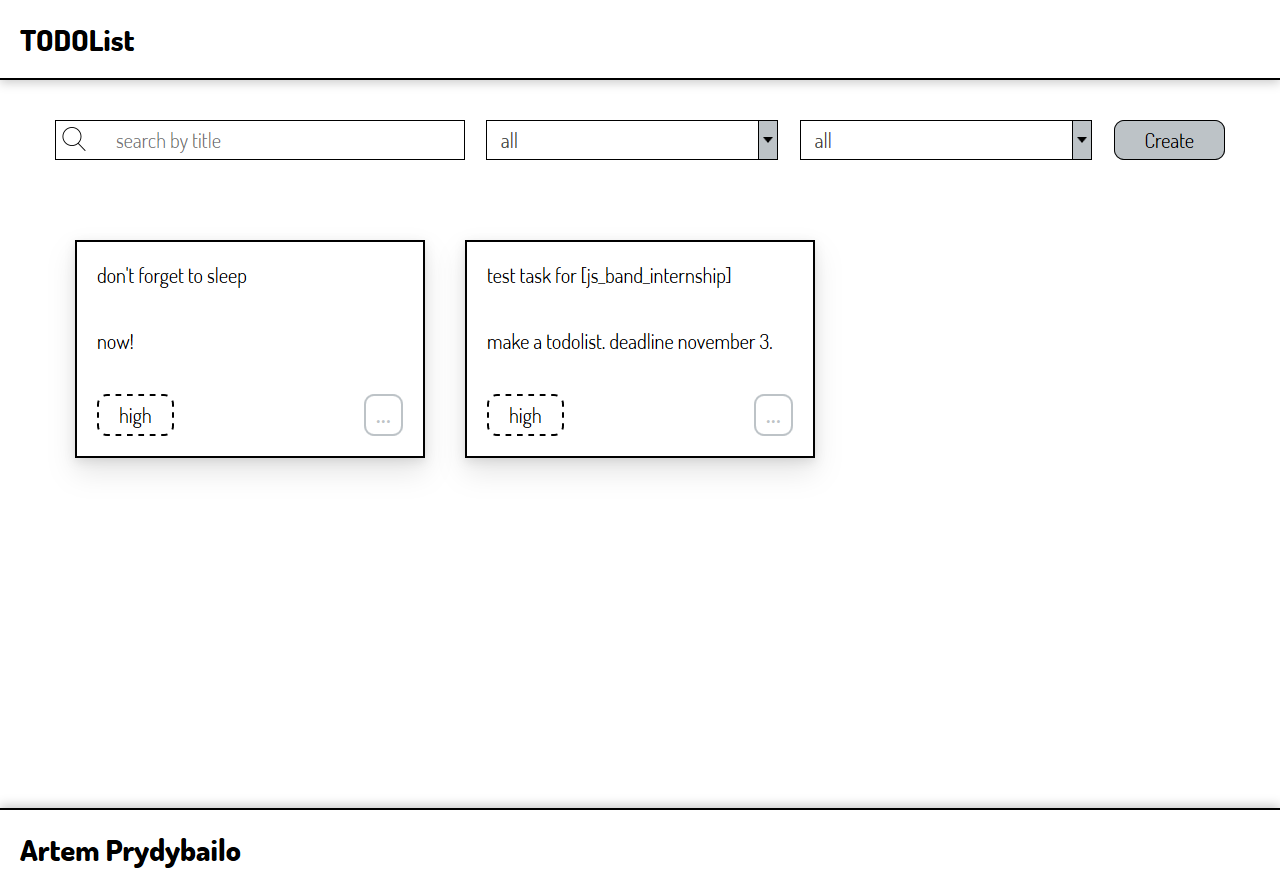 TODOList
search by title
all
all
Create
don't forget to sleep
now!
high
...
test task for [js_band_internship]
make a todolist. deadline november 3.
high
...
Artem Prydybailo